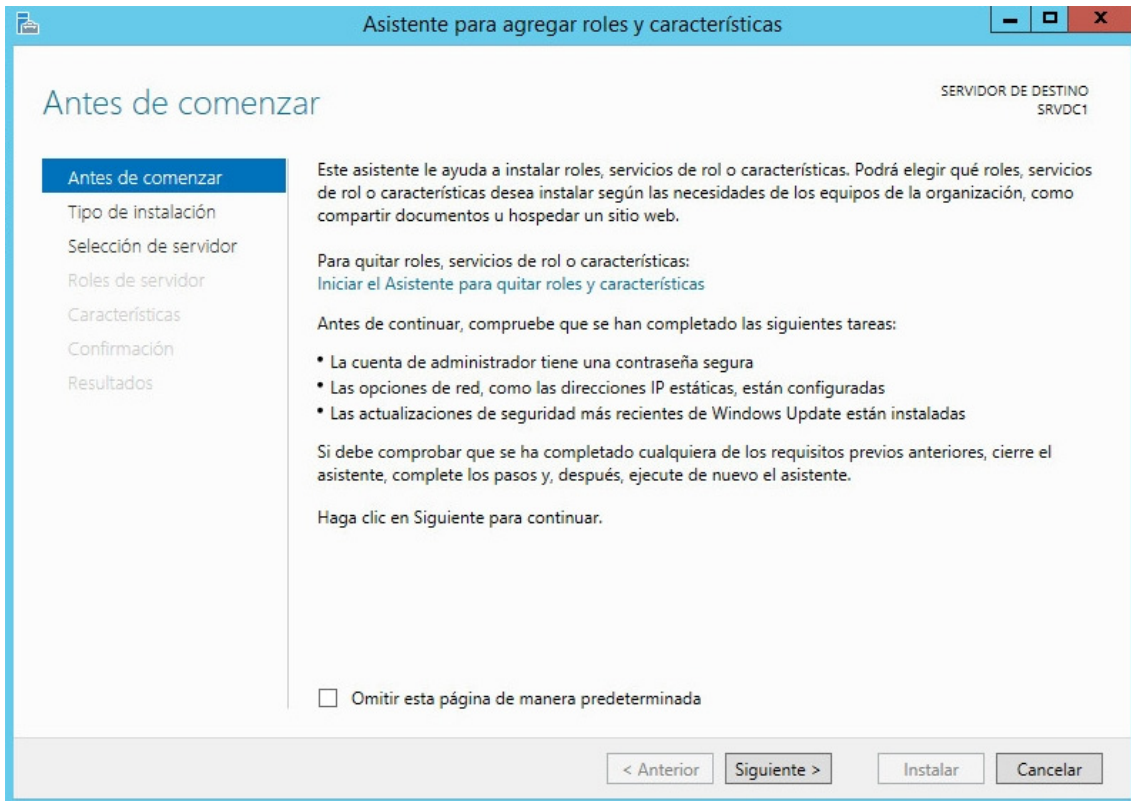 Asistente para agregar roles y características
Antes de comenzar
SERVIDOR DE DESTINO
SRVDC1
Antes de comenzar
Tipo de instalación
Selección de servidor
Roles de servidor
Características
Confirmación
Resultados
Este asistente le ayuda a instalar roles, servicios de rol o características. Podrá elegir qué roles, servicios
de rol o características desea instalar según las necesidades de los equipos de la organización, como
compartir documentos u hospedar un sitio web.
Para quitar roles, servicios de rol o características:
Iniciar el Asistente para quitar roles y características
Antes de continuar, compruebe que se han completado las siguientes tareas:
• La cuenta de administrador tiene una contraseña segura
• Las opciones de red, como las direcciones IP estáticas, están configuradas
• Las actualizaciones de seguridad más recientes de Windows Update están instaladas
Si debe comprobar que se ha completado cualquiera de los requisitos previos anteriores, cierre el
asistente, complete los pasos y, después, ejecute de nuevo el asistente.
Haga clic en Siguiente para continuar.
Omitir esta página de manera predeterminada
< Anterior
Siguiente >
Instalar
Cancelar